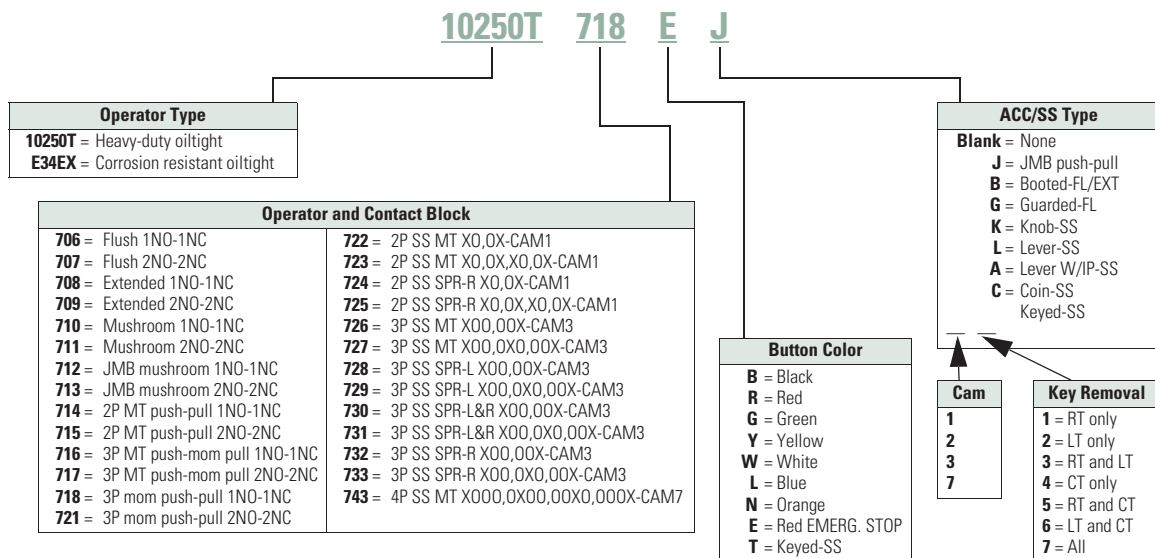 10250T 718 E J
Operator Type
10250T = Heavy-duty oiltight
E34EX = Corrosion resistant oiltight
Operator and Contact Block
706 = Flush 1NO-1NC
707 = Flush 2NO-2NC
708 = Extended 1NO-1NC
709 = Extended 2NO-2NC
710 = Mushroom 1NO-1NC
711 = Mushroom 2NO-2NC
712 = JMB mushroom 1NO-1NC
713 = JMB mushroom 2NO-2NC
714 = 2P MT push-pull 1NO-1NC
715 = 2P MT push-pull 2NO-2NC
716 = 3P MT push-mom pull 1NO-1NC
717 = 3P MT push-mom pull 2NO-2NC
718 = 3P mom push-pull 1NO-1NC
721 = 3P mom push-pull 2NO-2NC
722 = 2P SS MT XO,OX-CAM1
723 = 2P SS MT XO,OX,XO,OX-CAM1
724 = 2P SS SPR-R XO,OX-CAM1
725 = 2P SS SPR-R XO,OX,XO,OX-CAM1
726 = 3P SS MT XOO,OOX-CAM3
727 = 3P SS MT XOO,OXO,OOX-CAM3
728 = 3P SS SPR-L XOO,OOX-CAM3
729 = 3P SS SPR-L XOO,OXO,OOX-CAM3
730 = 3P SS SPR-L&R XOO,OOX-CAM3
731 = 3P SS SPR-L&R XOO,OXO,OOX-CAM3
732 = 3P SS SPR-R XOO,OOX-CAM3
733 = 3P SS SPR-R XOO,OXO,OOX-CAM3
743 = 4P SS MT XOOO,OXOO,OOXO,OOOX-CAM7
Button Color
B = Black
R = Red
G = Green
Y = Yellow
W = White
L = Blue
N = Orange
E = Red EMERG. STOP
T = Keyed-SS
ACC/SS Type
Blank = None
J = JMB push-pull
B = Booted-FL/EXT
G = Guarded-FL
K = Knob-SS
L = Lever-SS
A = Lever W/IP-SS
C = Coin-SS
Keyed-SS
Cam
1
2
3
7
Key Removal
1 = RT only
2 = LT only
3 = RT and LT
4 = CT only
5 = RT and CT
6 = LT and CT
7 = All